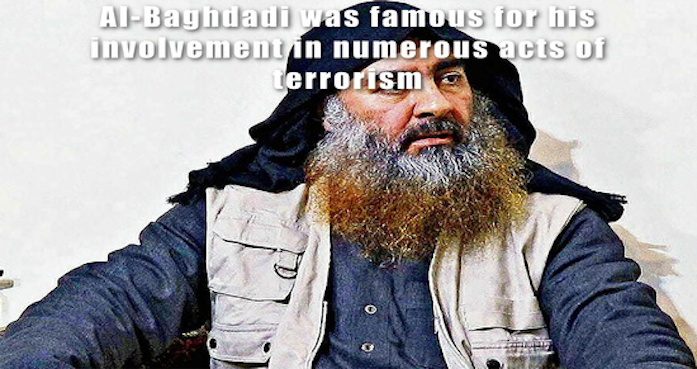 Al-Baghdadi was famous for his
involvement in numerous acts of
terrorism